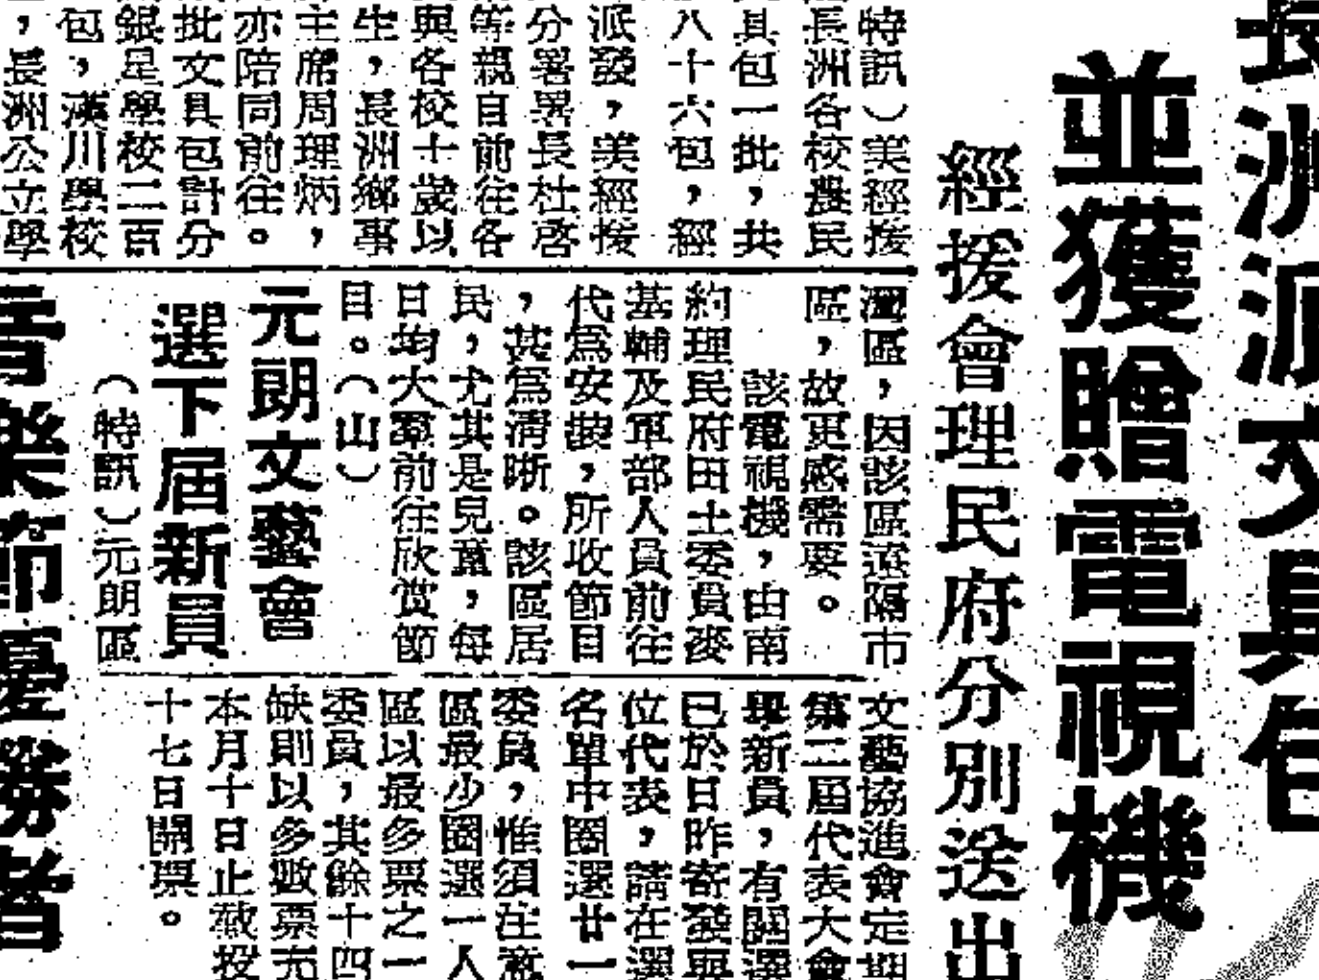 長洲派文具包
並獲贈電視機
經援會理民府分別送出
特訊）美經援
長洲各校農民
具包一批，共
八十六包，經
派發，美經援
分署署長杜啓
等親自前往各
與各校十歲以
生，長洲鄉事
主席周理炳，
亦陪同前往。
批文具包計分
銀是學校二百
包，漢川學校
，長洲公立學
灣區，因該區遠隔市
區，故更感需要。
該電視機，由南
約理民府田土委員麥
基輔及軍部人員前往
代爲安裝，所收節目
，甚爲清晰。該區居
民，尤其是兒童，每
日均大羣前往欣賞節
目。（山）
元朗文藝會
選下屆新員
（特訊）元朗區
文藝協進會定期
第二屆代表大會
舉新員，有關選
已於日昨寄發與
位代表，請在選
名單中圈選廿一
委員，惟須注意
區最少圈選一人
區以最多票之一
委員，其餘十四
缺則以多數票充
本月十日止截投
十七日開票。
音樂節優勝者